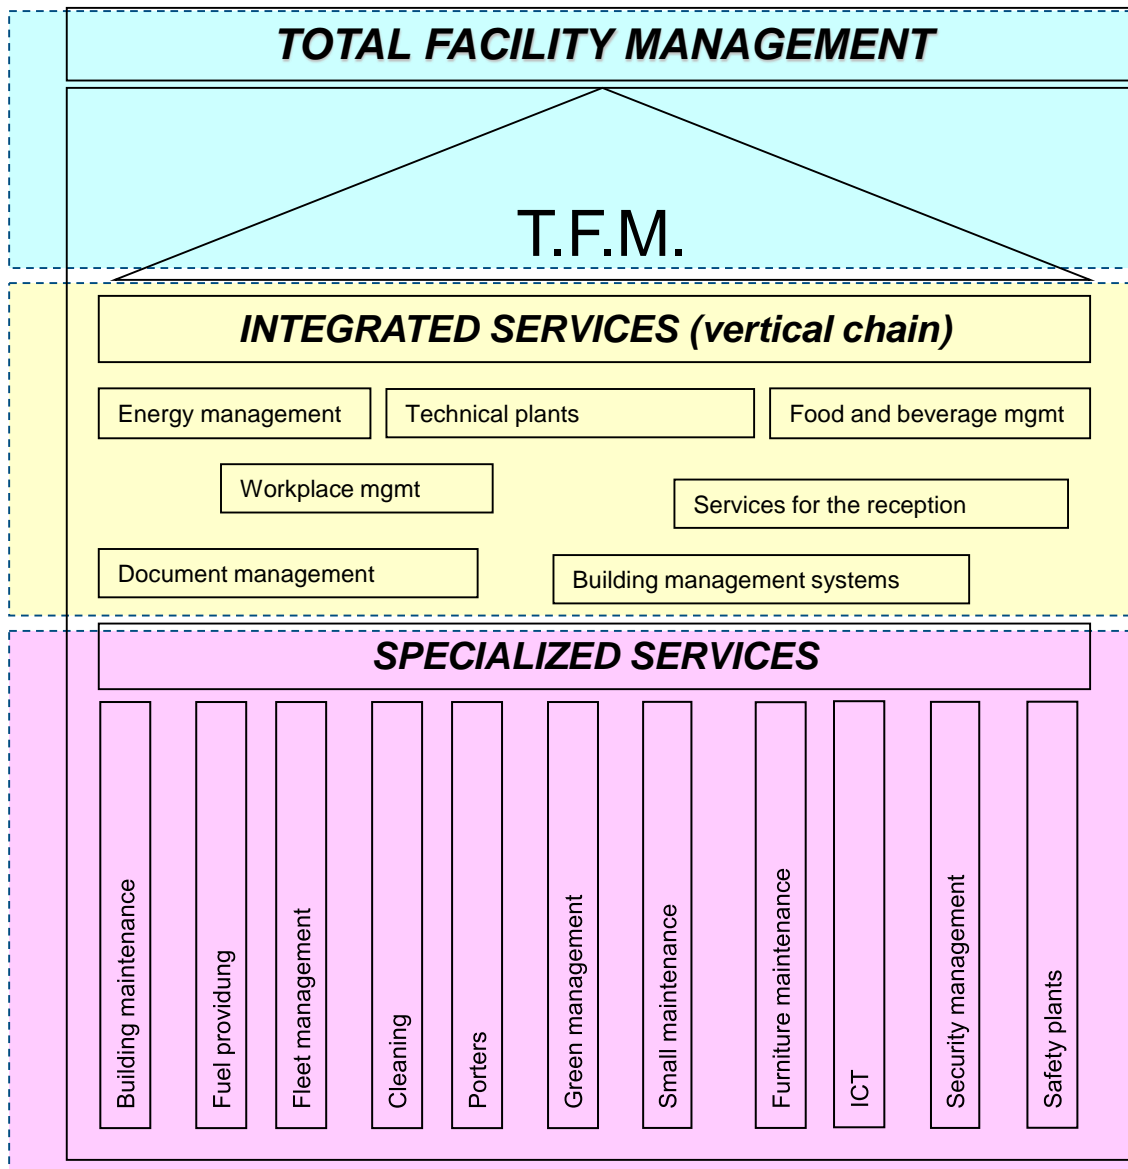 TOTAL FACILITY MANAGEMENT
T.F.M.
INTEGRATED SERVICES (vertical chain)
Energy management
Technical plants
Food and beverage mgmt
Workplace mgmt
Services for the reception
Document management
Building management systems
SPECIALIZED SERVICES
Building maintenance
Fuel providung
Fleet management
Cleaning
Porters
Green management
Small maintenance
Furniture maintenance
ICT
Security management
Safety plants